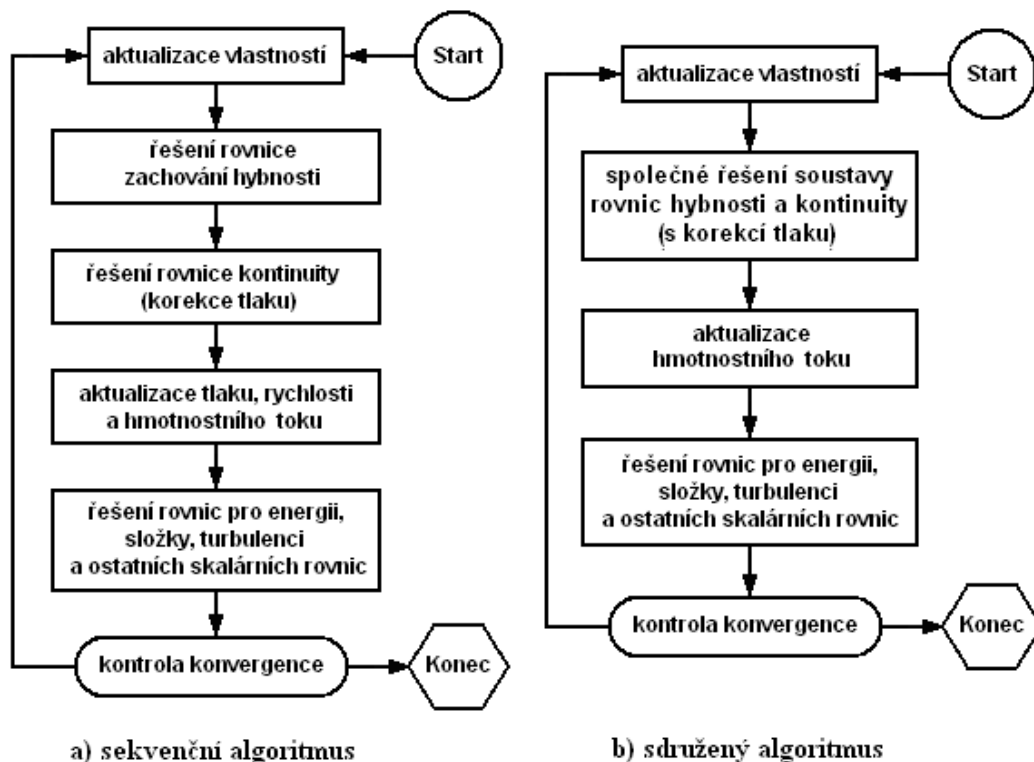 aktualizace vlastností
Start
řešení rovnice
zachování hybnosti
řešení rovnice kontinuity
(korekce tlaku)
aktualizace tlaku, rychlosti
a hmotnostního toku
řešení rovnic pro energii,
složky, turbulenci
a ostatních skalárních rovnic
kontrola konvergence
Konec
a) sekvenční algoritmus
aktualizace vlastností
Start
společné řešení soustavy
rovnic hybnosti a kontinuity
(s korekcí tlaku)
aktualizace
hmotnostního toku
řešení rovnic pro energii,
složky, turbulenci
a ostatních skalárních rovnic
kontrola konvergence
Konec
b) sdružený algoritmus